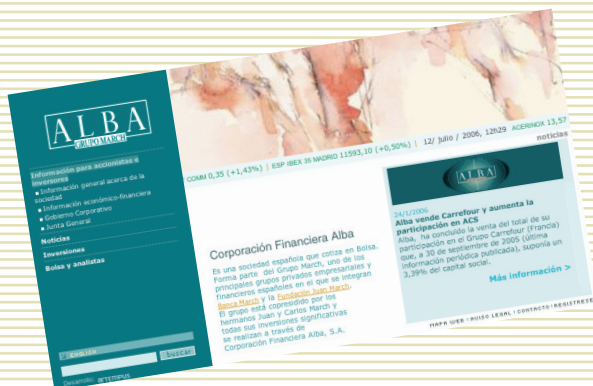 ALBA
GRUPO MARCH
Información para accionistas e
inversores
Información general acerca de la
sociedad
Información económico-financiera
Gobierno Corporativo
Junta General
Noticias
Inversiones
Bolsa y analistas
ENGLISH
buscar
Desarrollo: artempus
COMM 0,35 (+1,43%) | ESP IBEX 35 MADRID 11593,10 (+0,50%) | 12/ julio / 2006, 12h29 ACERINOX 13,57
Corporación Financiera Alba
Es una sociedad española que cotiza en Bolsa.
Forma parte del Grupo March, uno de los
principales grupos privados empresariales y
financieros españoles en el que se integran
Banca March y la Fundación Juan March.
El grupo está copresidido por los
hermanos Juan y Carlos March y
todas sus inversiones significativas
se realizan a través de
Corporación Financiera Alba, S.A.
noticias
ALBA
24/1/2006
Alba vende Carrefour y aumenta la
participación en ACS
Alba, ha concluido la venta del total de su
participación en el Grupo Carrefour (Francia)
que, a 30 de septiembre de 2005 (última
información periódica publicada), suponía un
3,39% del capital social.
Más información >
MAPA WEB | AVISO LEGAL | CONTACTO | REGISTRESE